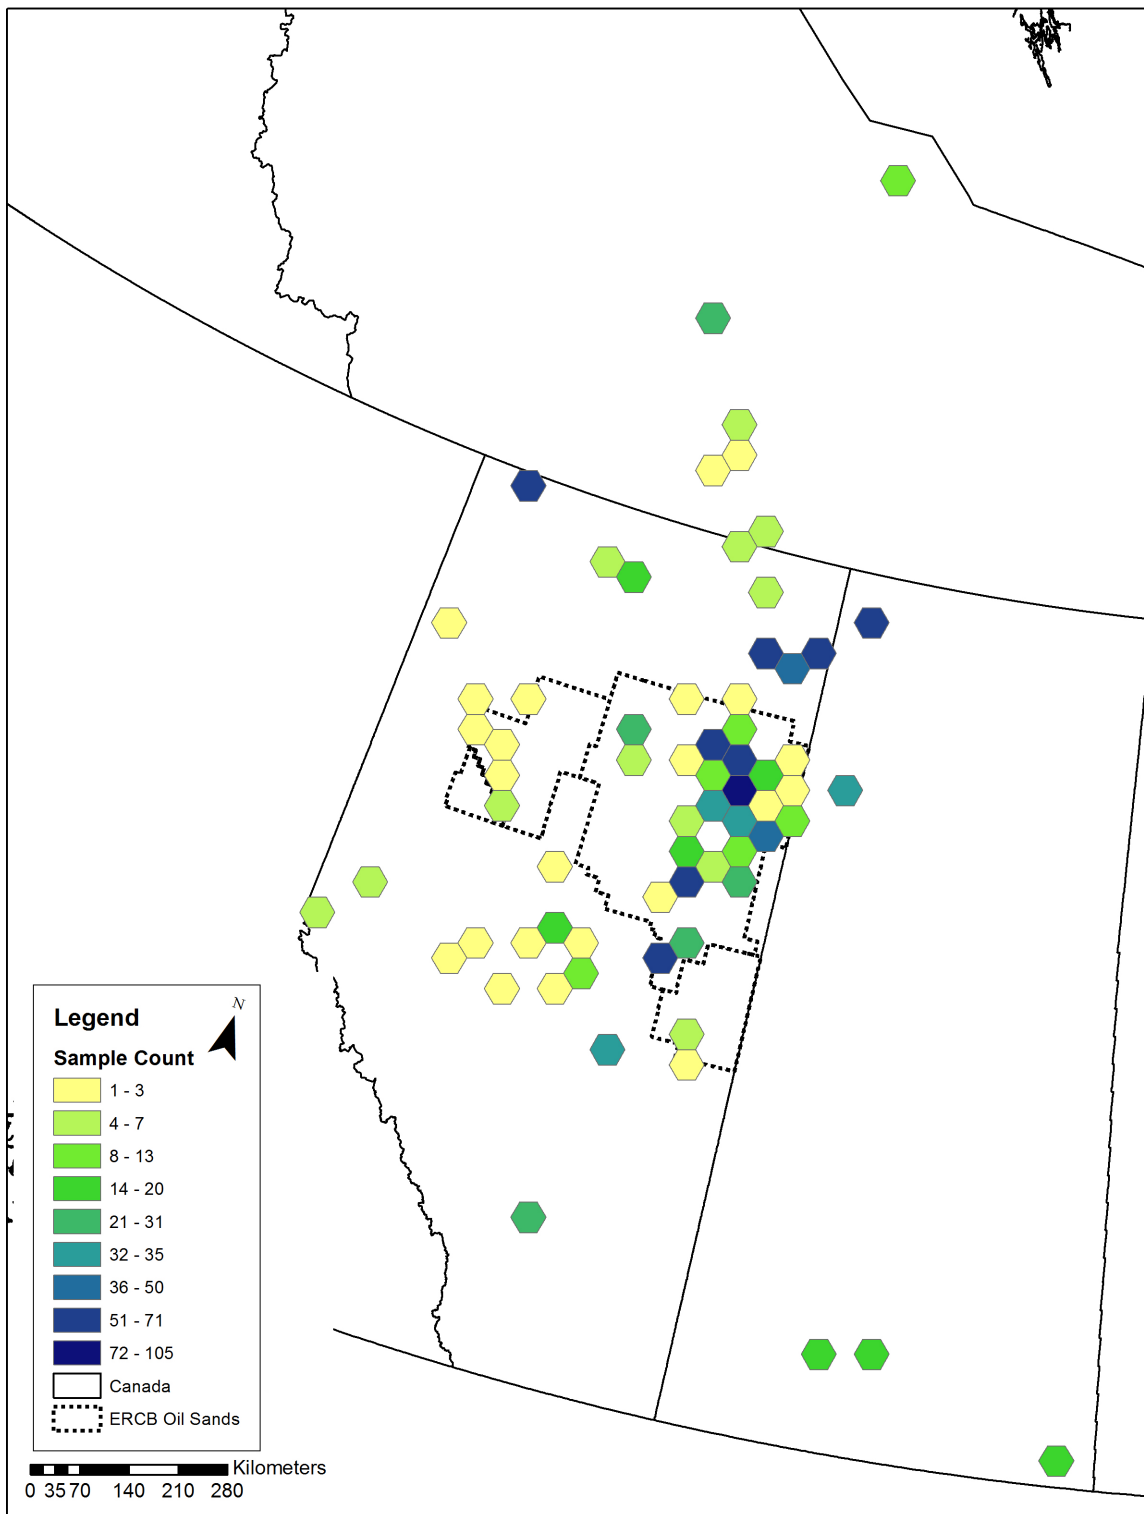 N
Legend
Sample Count
1 - 3
4 - 7
8 - 13
14 - 20
21 - 31
32 - 35
36 - 50
51 - 71
72 - 105
Canada
ERCB Oil Sands
Kilometers
0 35 70 140 210 280